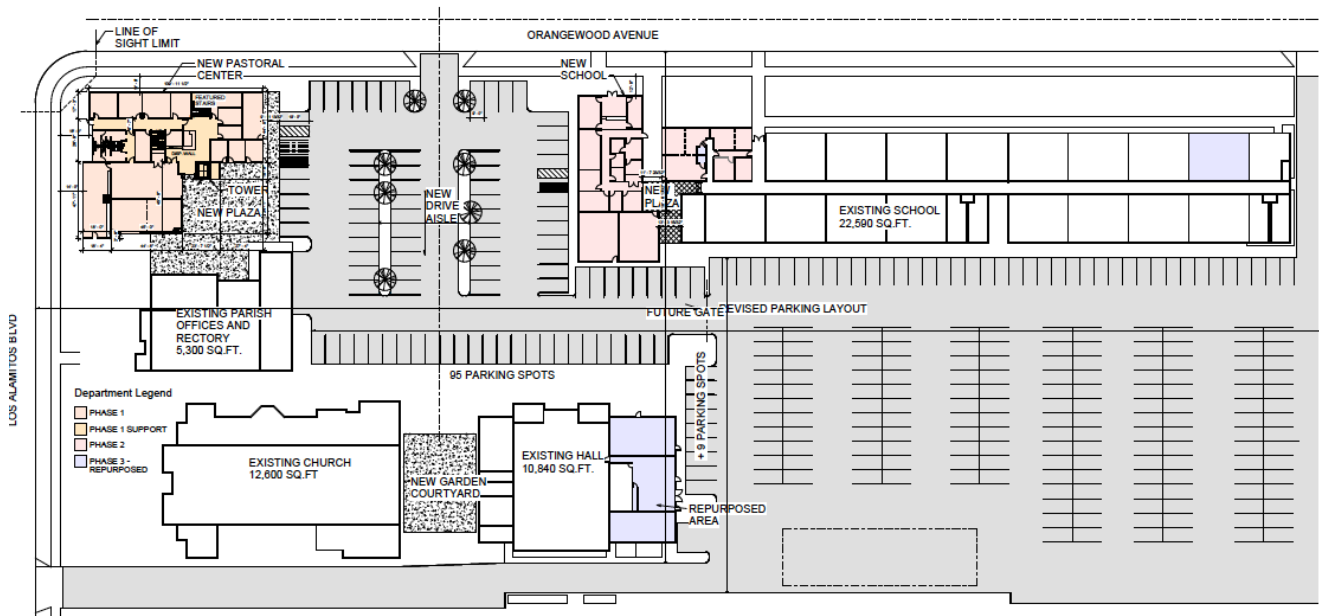 LINE OF
SIGHT LIMIT
ORANGEWOOD AVENUE
NEW PASTORAL
CENTER
NEW
SCHOOL
FEATURED
STAIRS
TOWER
NEW PLAZA
NEW
DRIVE
AISLE
NEW
PLAZA
EXISTING SCHOOL
22,590 SQ.FT.
EXISTING PARISH
OFFICES AND
RECTORY
5,300 SQ.FT.
FUTURE GATE
REVISED PARKING LAYOUT
LOS ALAMITOS BLVD
95 PARKING SPOTS
+ 9 PARKING SPOTS
Department Legend
PHASE 1
PHASE 1 SUPPORT
PHASE 2
PHASE 3 -
REPURPOSED
EXISTING CHURCH
12,600 SQ.FT
NEW GARDEN
COURTYARD
EXISTING HALL
10,840 SQ.FT.
REPURPOSED
AREA